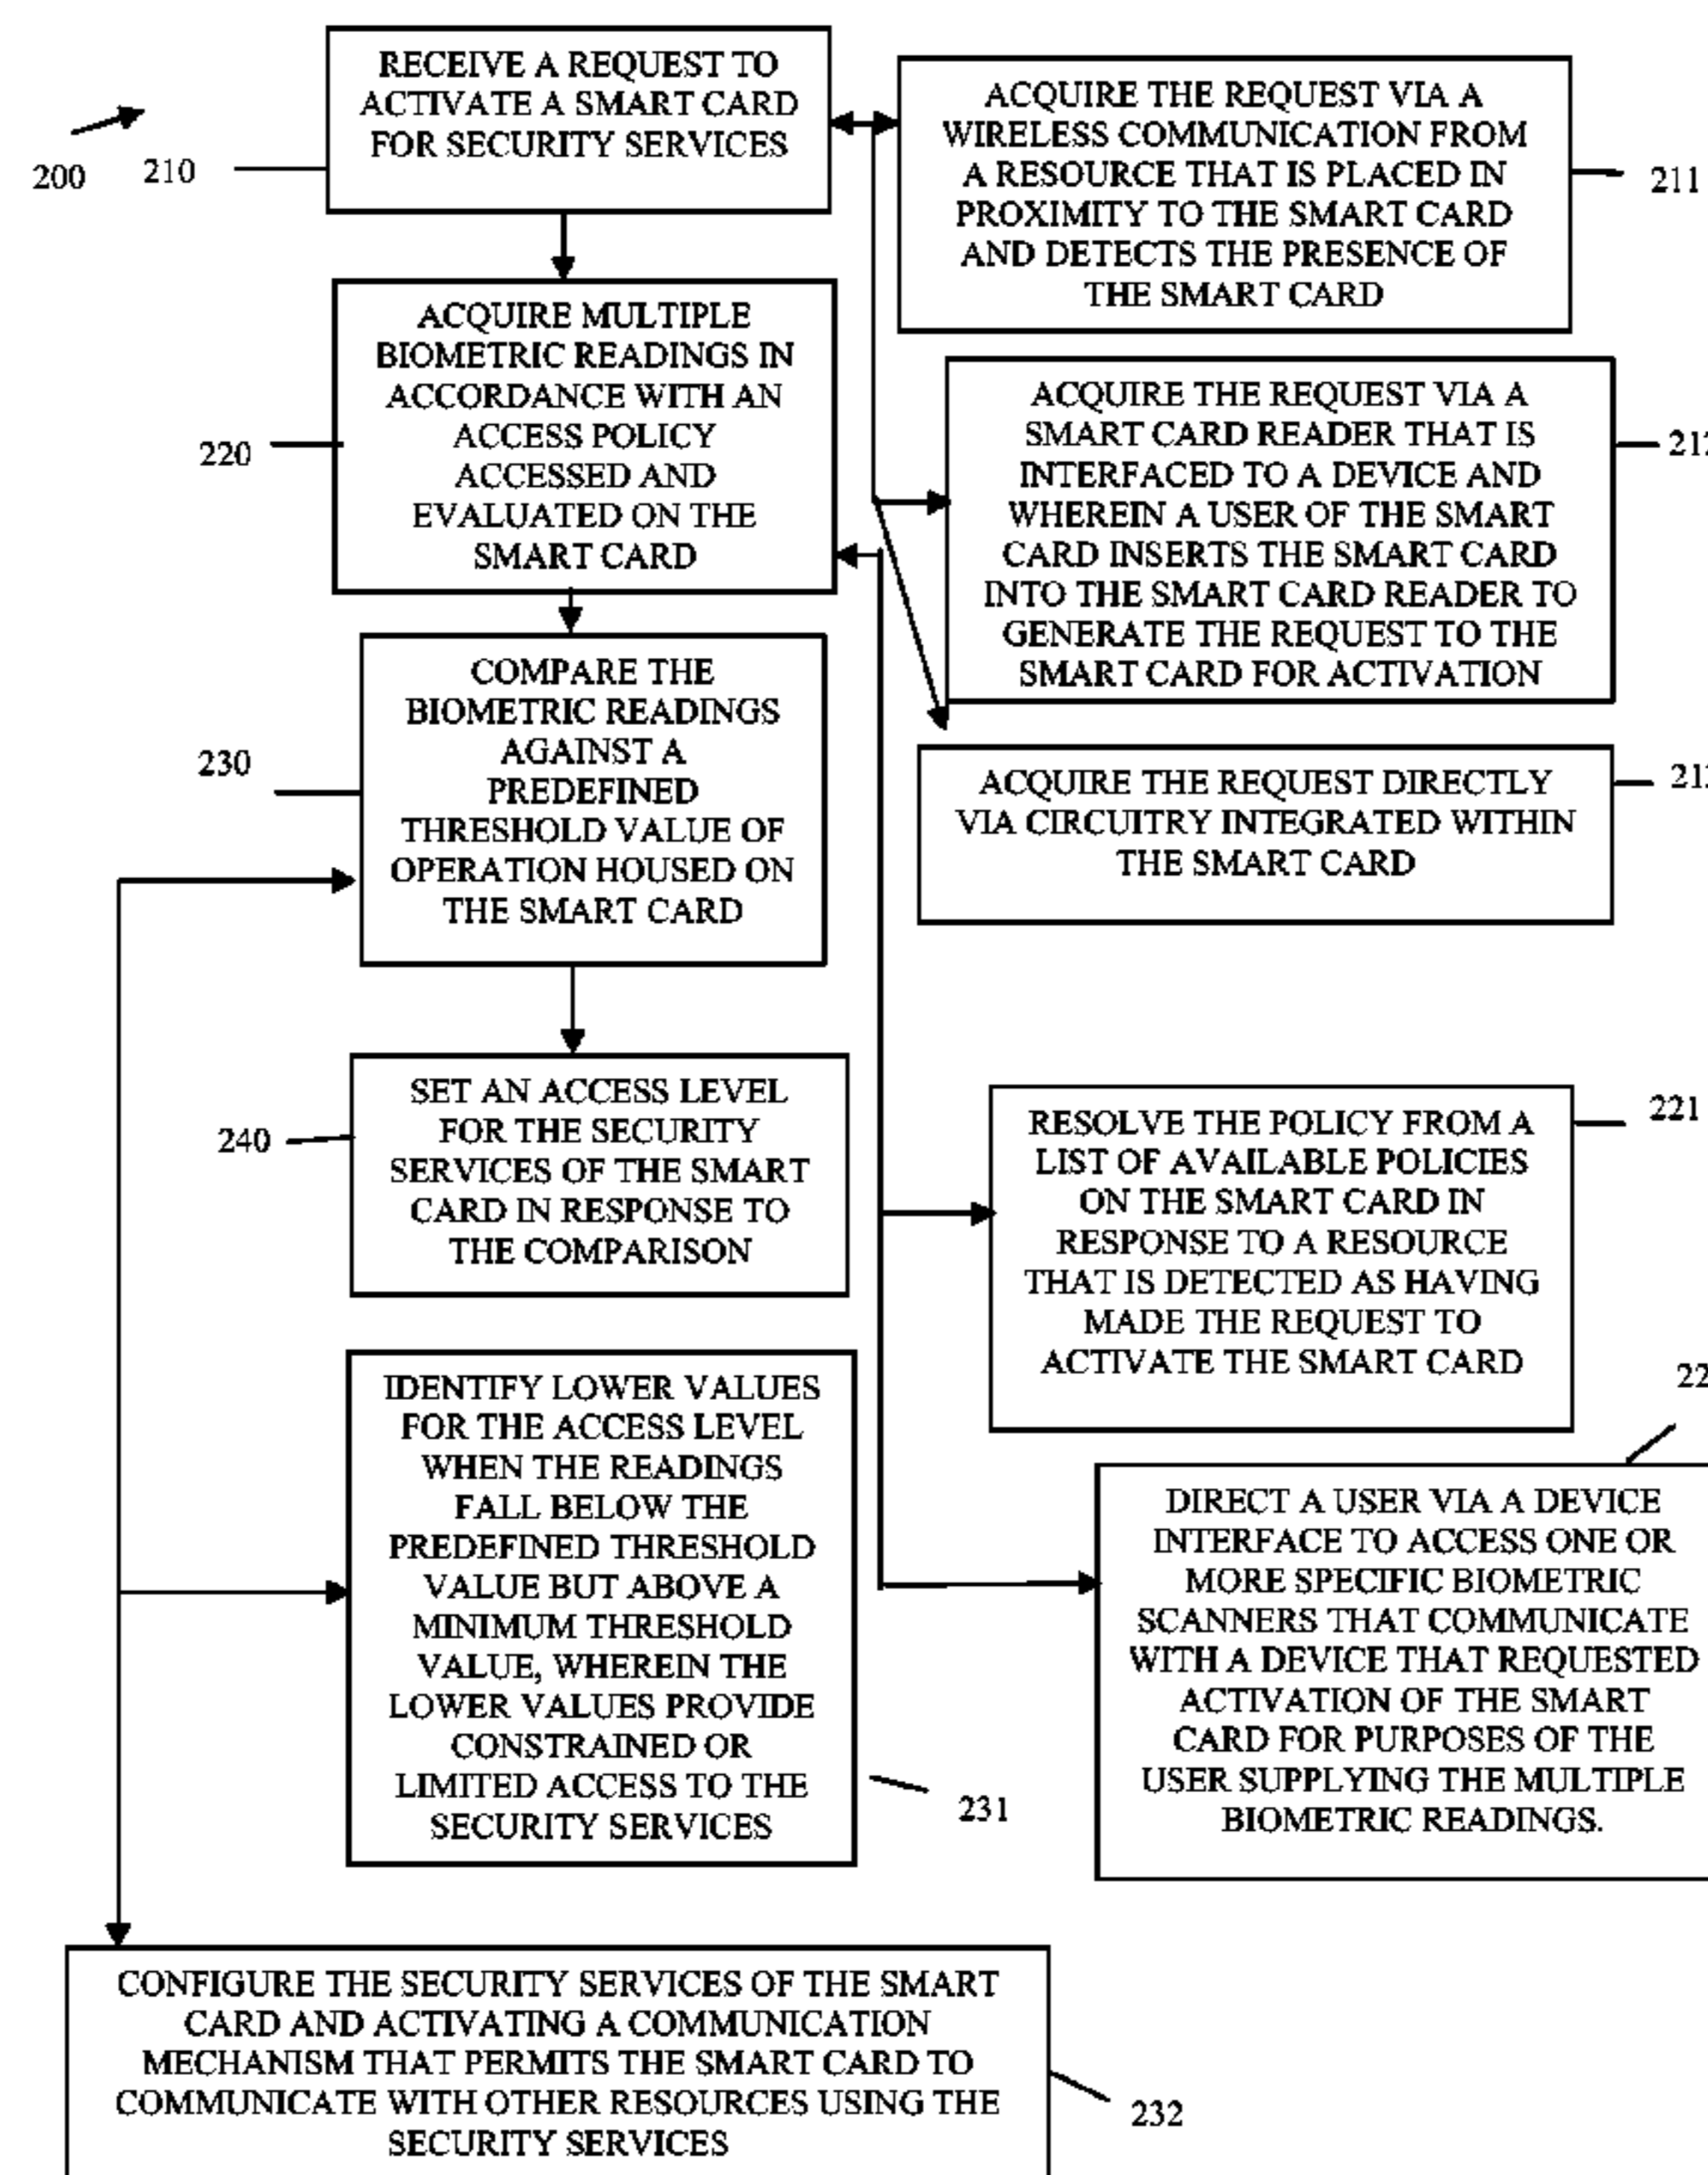 200
210
RECEIVE A REQUEST TO
ACTIVATE A SMART CARD
FOR SECURITY SERVICES
ACQUIRE THE REQUEST VIA A
WIRELESS COMMUNICATION FROM
A RESOURCE THAT IS PLACED IN
PROXIMITY TO THE SMART CARD
AND DETECTS THE PRESENCE OF
THE SMART CARD
211
220
ACQUIRE MULTIPLE
BIOMETRIC READINGS IN
ACCORDANCE WITH AN
ACCESS POLICY
ACCESSED AND
EVALUATED ON THE
SMART CARD
ACQUIRE THE REQUEST VIA A
SMART CARD READER THAT IS
INTERFACED TO A DEVICE AND
WHEREIN A USER OF THE SMART
CARD INSERTS THE SMART CARD
INTO THE SMART CARD READER TO
GENERATE THE REQUEST TO THE
SMART CARD FOR ACTIVATION
212
230
COMPARE THE
BIOMETRIC READINGS
AGAINST A
PREDEFINED
THRESHOLD VALUE OF
OPERATION HOUSED ON
THE SMART CARD
ACQUIRE THE REQUEST DIRECTLY
VIA CIRCUITRY INTEGRATED WITHIN
THE SMART CARD
213
240
SET AN ACCESS LEVEL
FOR THE SECURITY
SERVICES OF THE SMART
CARD IN RESPONSE TO
THE COMPARISON
RESOLVE THE POLICY FROM A
LIST OF AVAILABLE POLICIES
ON THE SMART CARD IN
RESPONSE TO A RESOURCE
THAT IS DETECTED AS HAVING
MADE THE REQUEST TO
ACTIVATE THE SMART CARD
221
IDENTIFY LOWER VALUES
FOR THE ACCESS LEVEL
WHEN THE READINGS
FALL BELOW THE
PREDEFINED THRESHOLD
VALUE BUT ABOVE A
MINIMUM THRESHOLD
VALUE, WHEREIN THE
LOWER VALUES PROVIDE
CONSTRAINED OR
LIMITED ACCESS TO THE
SECURITY SERVICES
231
DIRECT A USER VIA A DEVICE
INTERFACE TO ACCESS ONE OR
MORE SPECIFIC BIOMETRIC
SCANNERS THAT COMMUNICATE
WITH A DEVICE THAT REQUESTED
ACTIVATION OF THE SMART
CARD FOR PURPOSES OF THE
USER SUPPLYING THE MULTIPLE
BIOMETRIC READINGS.
CONFIGURE THE SECURITY SERVICES OF THE SMART
CARD AND ACTIVATING A COMMUNICATION
MECHANISM THAT PERMITS THE SMART CARD TO
COMMUNICATE WITH OTHER RESOURCES USING THE
SECURITY SERVICES
232